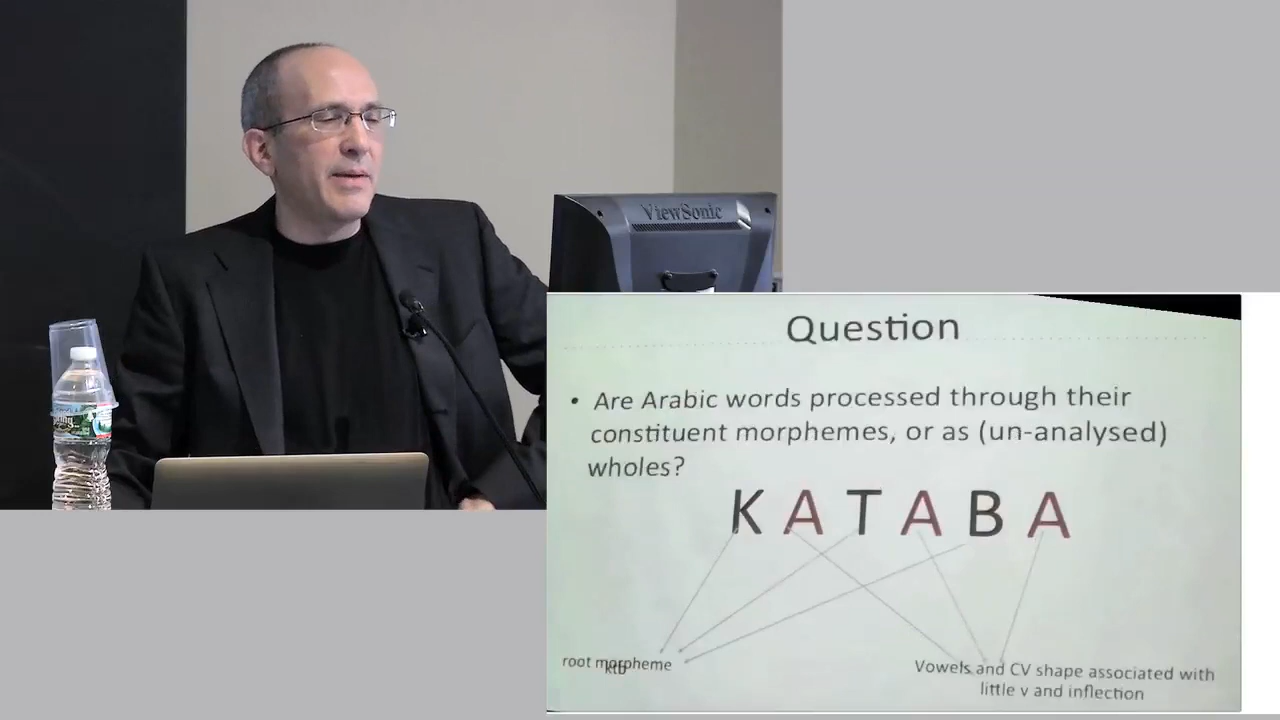 ViewSonic
Question
• Are Arabic words processed through their
constituent morphemes, or as (un-analysed)
wholes?
KATABA
root morpheme
ktb
Vowels and CV shape associated with
little v and inflection